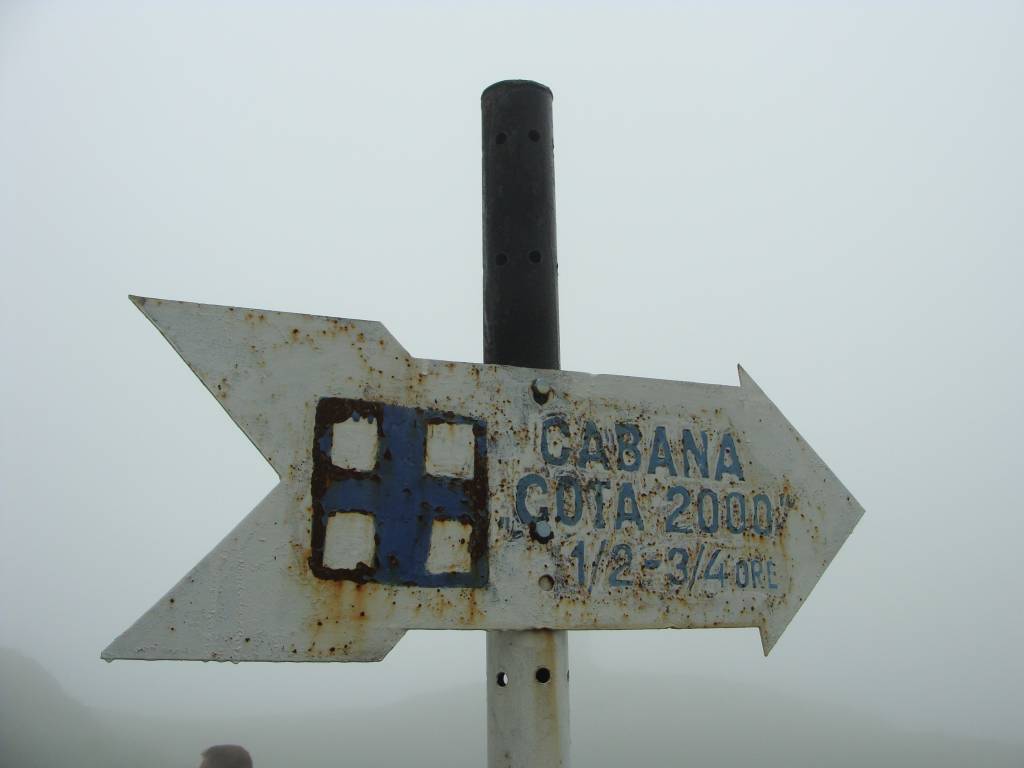 CABANA
„COTA 2000"
1/2-3/4 ORE